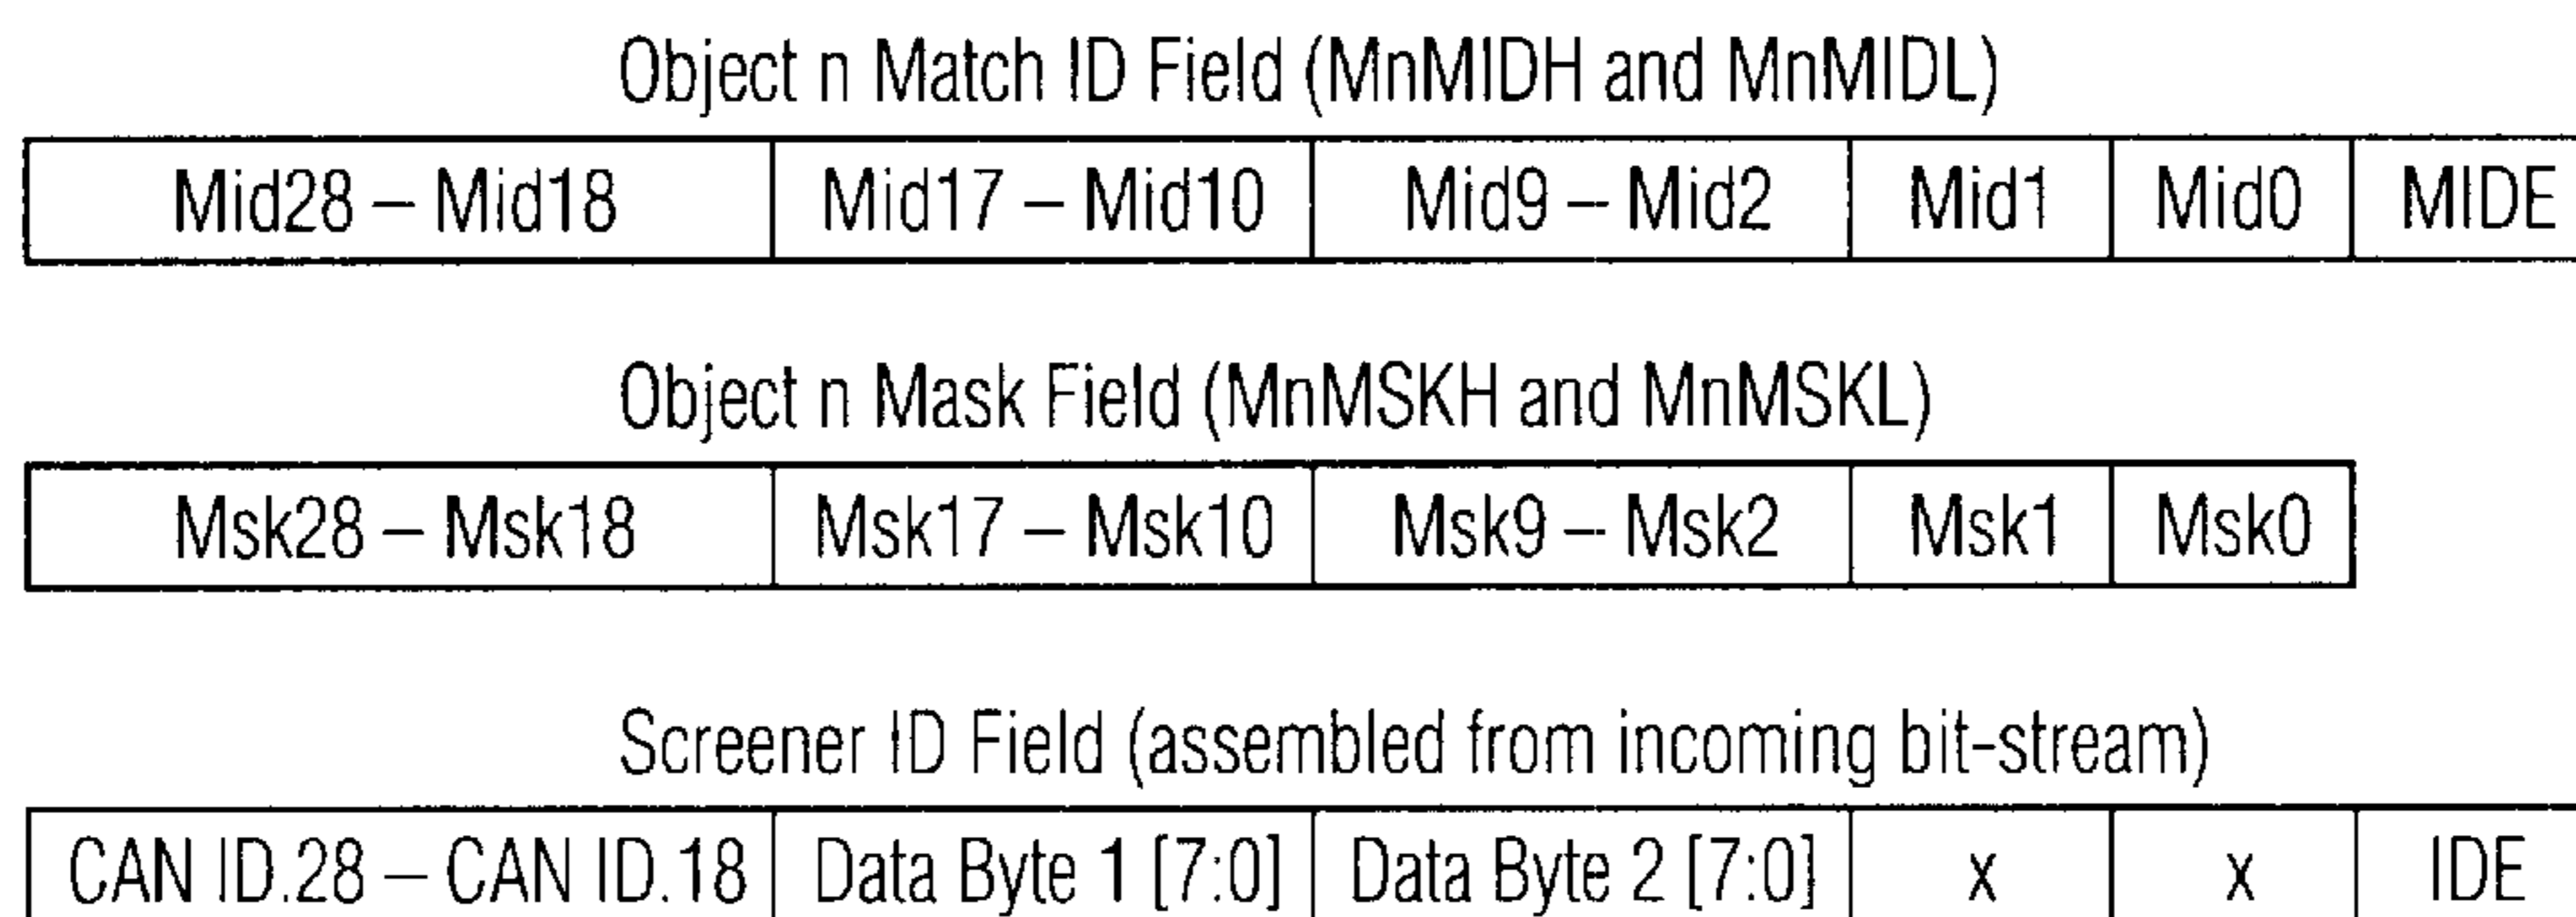 Object n Match ID Field (MnMIDH and MnMIDL)
Mid28 – Mid18 Mid17 – Mid10 Mid9 – Mid2 Mid1 Mid0 MIDE
Object n Mask Field (MnMSKH and MnMSKL)
Msk28 – Msk18 Msk17 – Msk10 Msk9 – Msk2 Msk1 Msk0
Screener ID Field (assembled from incoming bit-stream)
CAN ID.28 – CAN ID.18 Data Byte 1 [7:0] Data Byte 2 [7:0] x x IDE